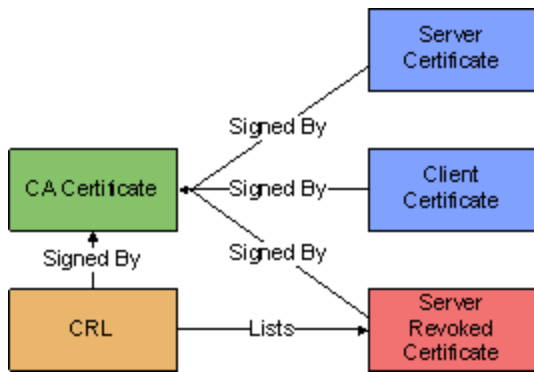 Server
Certificate
Signed By
CA Certificate
Signed By
Client
Certificate
Signed By
Signed By
CRL
Lists
Server
Revoked
Certificate